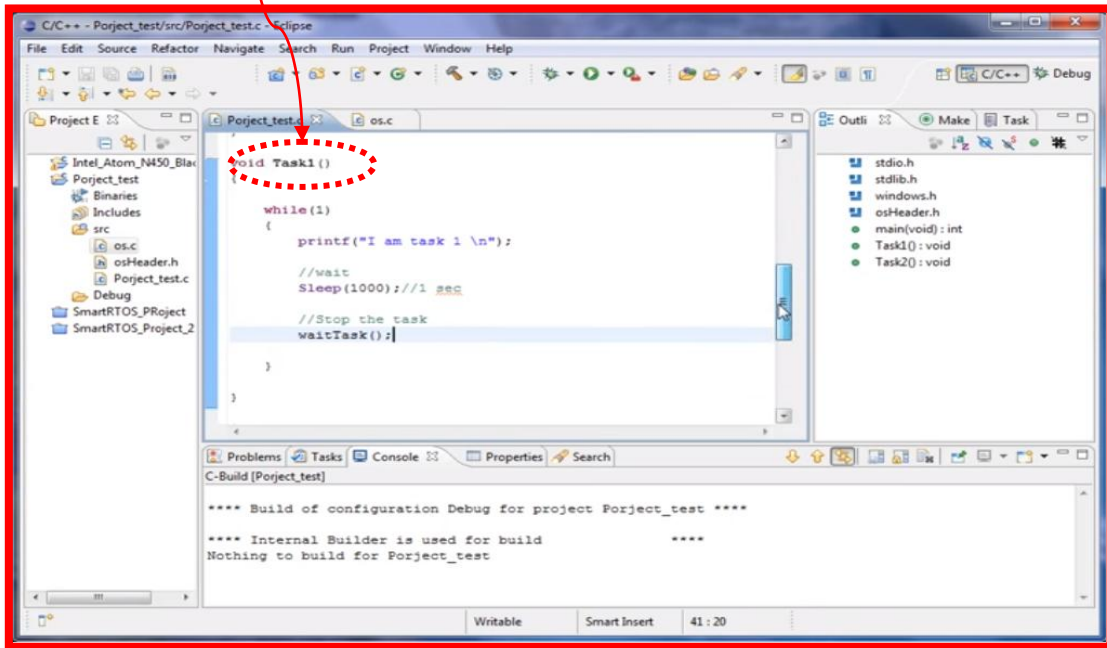 C/C++ - Porject_test/src/Porject_test.c - Eclipse
File Edit Source Refactor Navigate Search Run Project Window Help
C/C++ Debug
Project E
Porject_test.c os.c
Outli Make Task
Intel_Atom_N450_Blac
Porject_test
Binaries
Includes
src
os.c
osHeader.h
Porject_test.c
Debug
SmartRTOS_PRoject
SmartRTOS_Project_2
}
void Task1()
{
while(1)
{
printf("I am task 1 \n");
//wait
Sleep(1000);//1 sec
//Stop the task
waitTask();
}
}
stdio.h
stdlib.h
windows.h
osHeader.h
main(void) : int
Task1() : void
Task2() : void
Problems Tasks Console Properties Search
C-Build [Porject_test]
**** Build of configuration Debug for project Porject_test ****
**** Internal Builder is used for build ****
Nothing to build for Porject_test
Writable Smart Insert 41 : 20